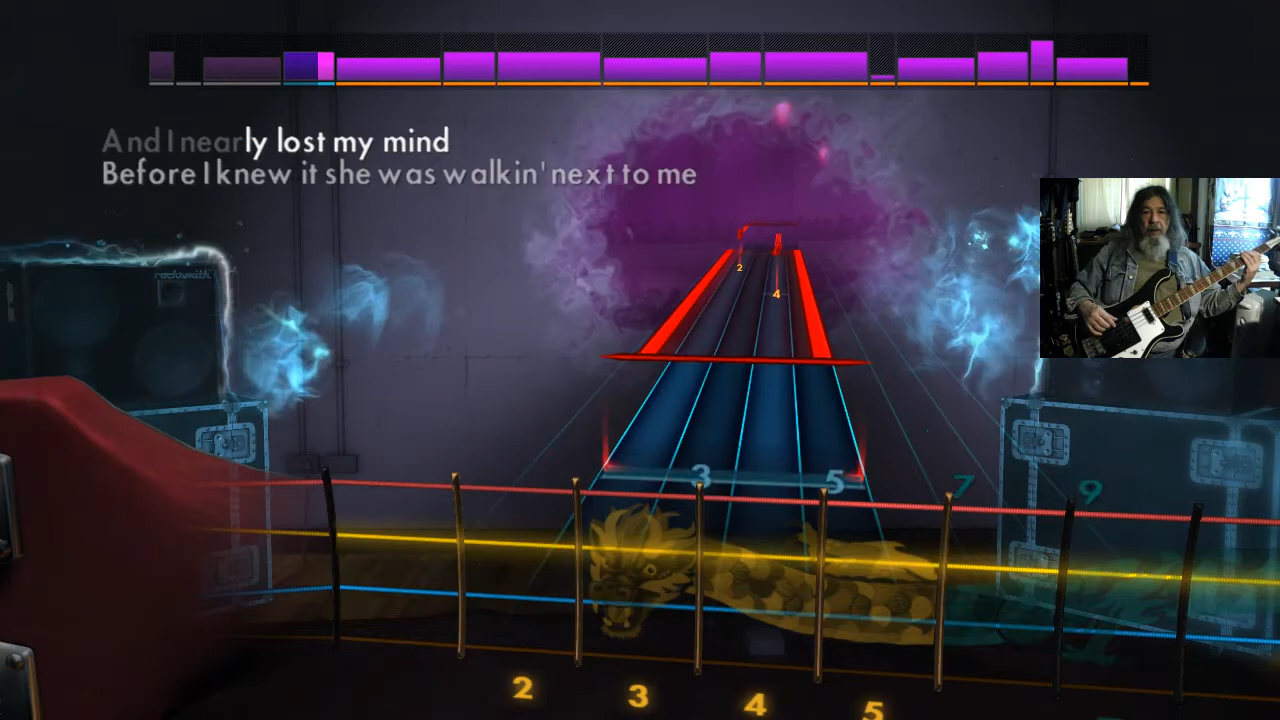 And I nearly lost my mind
Before I knew it she was walkin' next to me
rocksmith
2
4
3 5 7 9
2 3 4 5